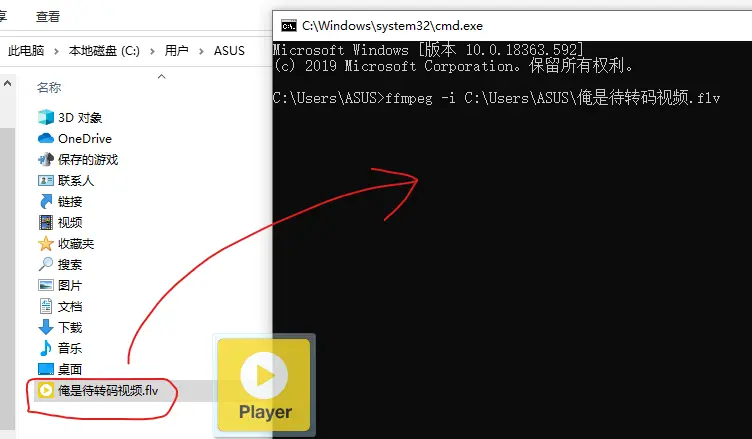 享
查看
此电脑 > 本地磁盘 (C:) > 用户 > ASUS
名称
3D 对象
OneDrive
保存的游戏
联系人
链接
视频
收藏夹
搜索
图片
文档
下载
音乐
桌面
俺是待转码视频.flv
Player
C:\Windows\system32\cmd.exe
Microsoft Windows [版本 10.0.18363.592]
(c) 2019 Microsoft Corporation。保留所有权利。
C:\Users\ASUS>ffmpeg -i C:\Users\ASUS\俺是待转码视频.flv